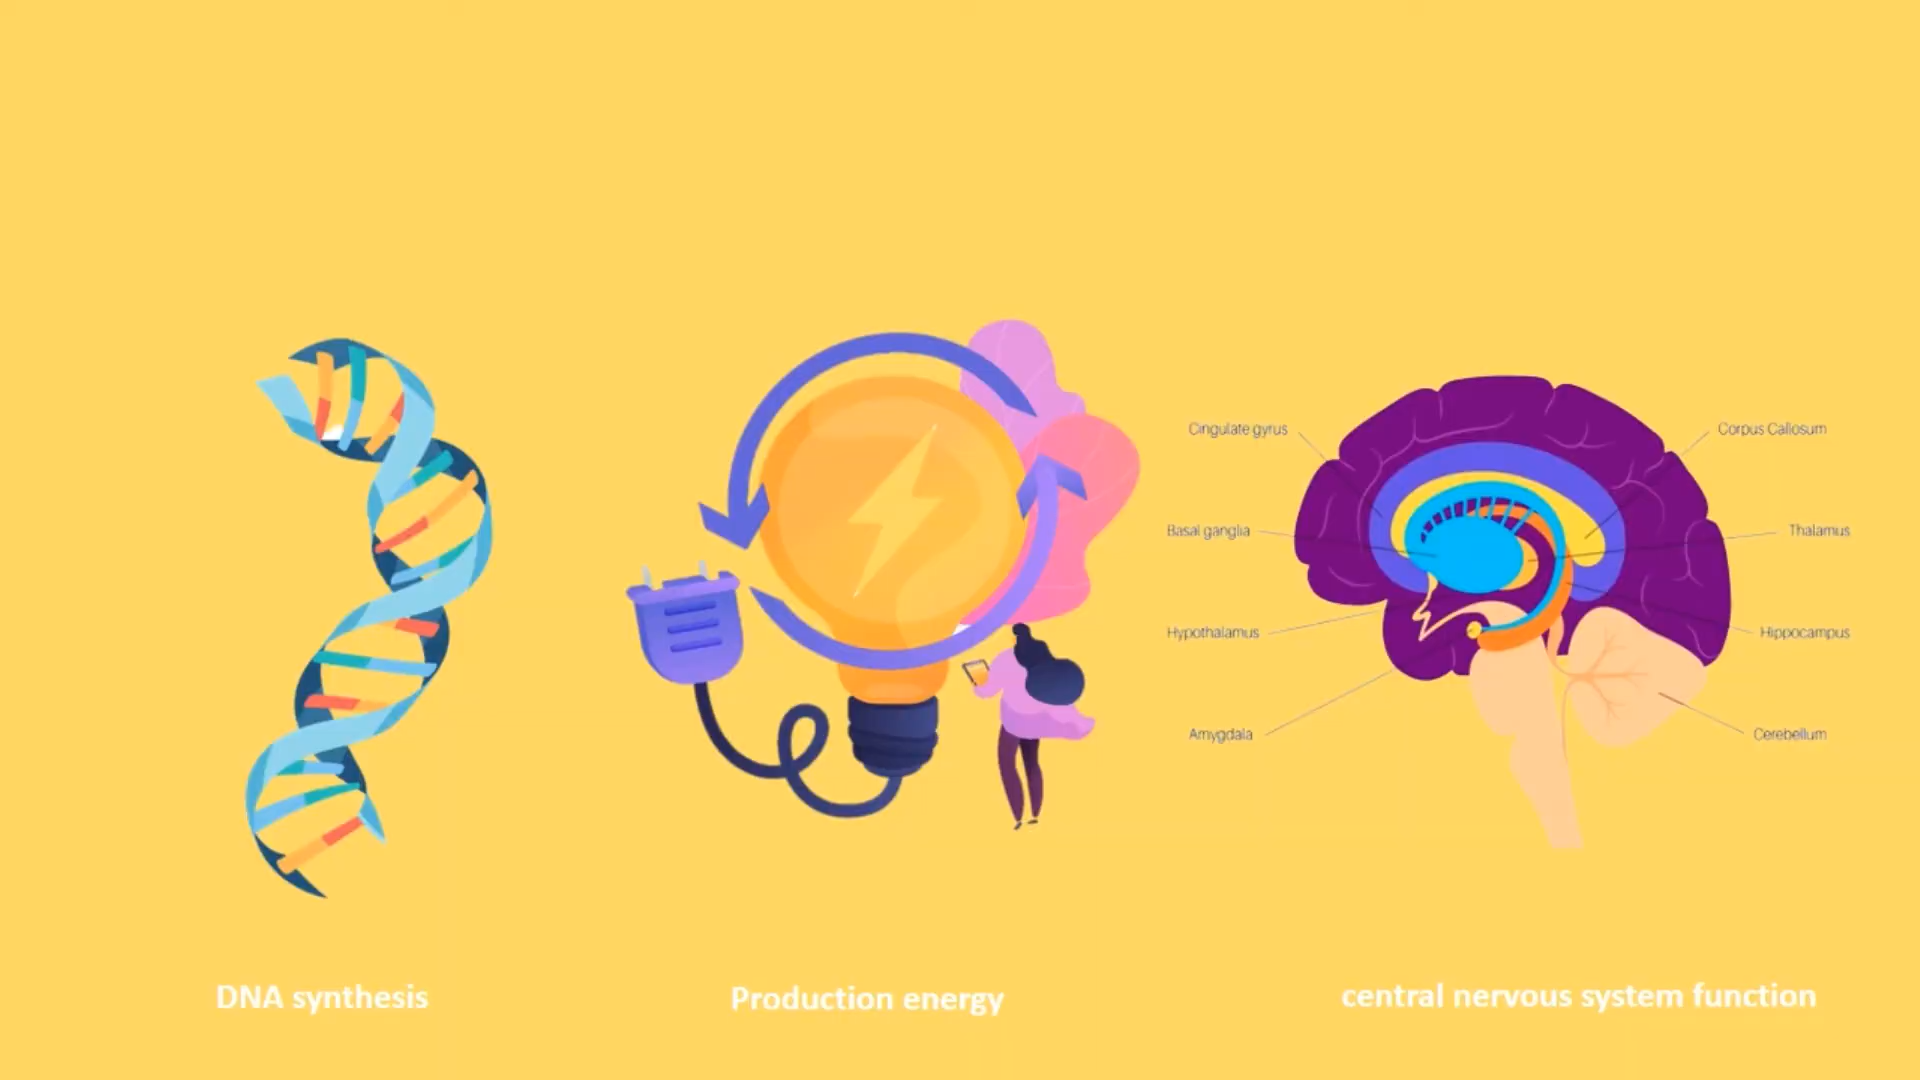 Cingulate gyrus
Corpus Callosum
Basal ganglia
Thalamus
Hypothalamus
Hippocampus
Amygdala
Cerebellum
DNA synthesis
Production energy
central nervous system function